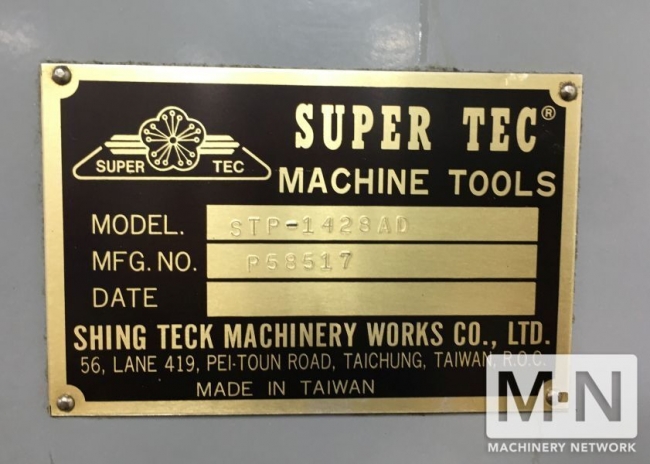 SUPER TEC
SUPER TEC®
MACHINE TOOLS
MODEL. STP-1428AD
MFG. NO. P68517
DATE
SHING TECK MACHINERY WORKS CO., LTD.
56, LANE 419, PEI-TOUN ROAD, TAICHUNG, TAIWAN, R.O.C.
MADE IN TAIWAN
M·N
MACHINERY NETWORK